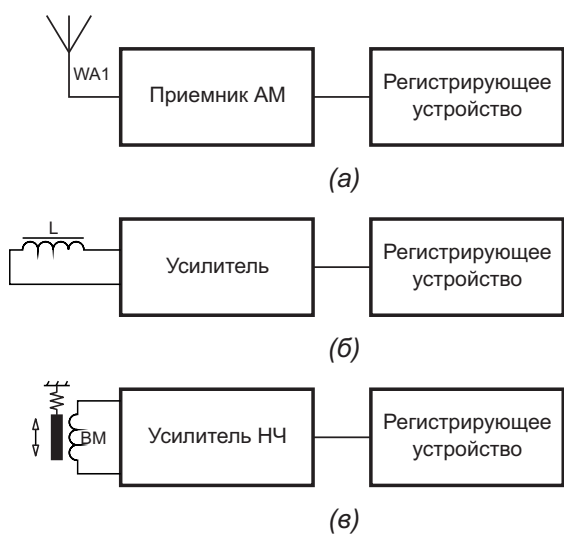 WA1
Приемник АМ
Регистрирующее
устройство
(а)
L
Усилитель
Регистрирующее
устройство
(б)
BM
Усилитель НЧ
Регистрирующее
устройство
(в)